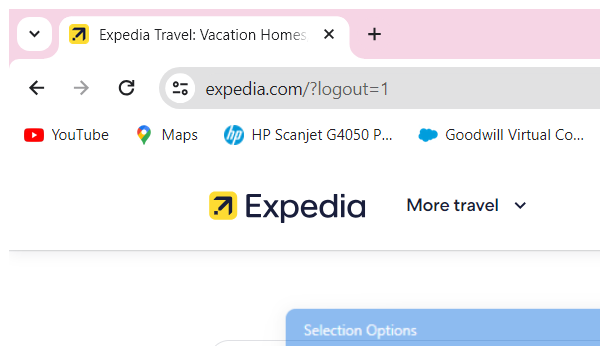 Expedia Travel: Vacation Homes
expedia.com/?logout=1
YouTube Maps HP Scanjet G4050 P... Goodwill Virtual Co...
Expedia More travel
Selection Options